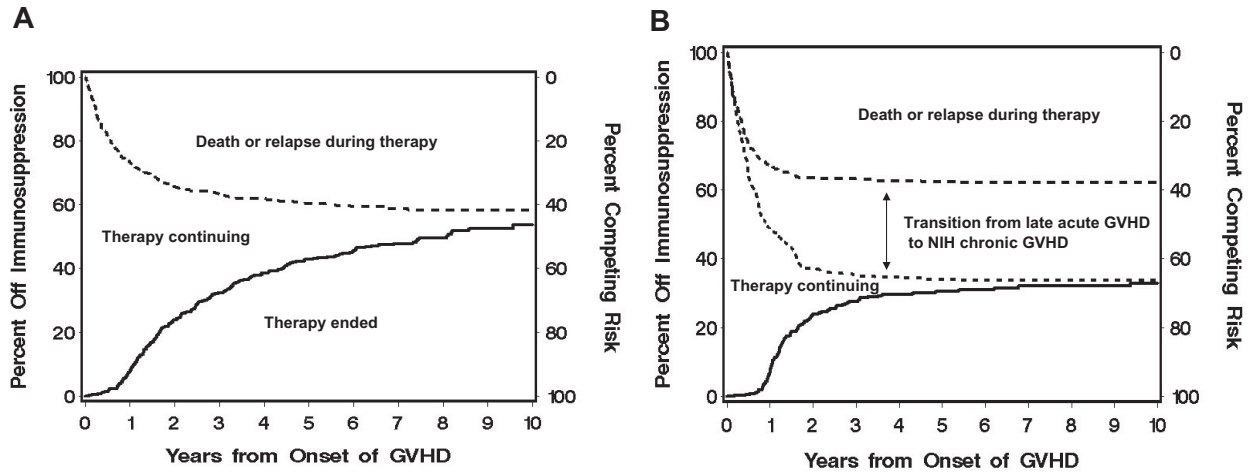 A
Percent Off Immunosuppression
100
80
60
40
20
0
Death or relapse during therapy
Therapy continuing
Therapy ended
0
20
40
60
80
100
Percent Competing Risk
0 1 2 3 4 5 6 7 8 9 10
Years from Onset of GVHD
B
Percent Off Immunosuppression
100
80
60
40
20
0
Death or relapse during therapy
Transition from late acute GVHD
to NIH chronic GVHD
Therapy continuing
0
20
40
60
80
100
Percent Competing Risk
0 1 2 3 4 5 6 7 8 9 10
Years from Onset of GVHD